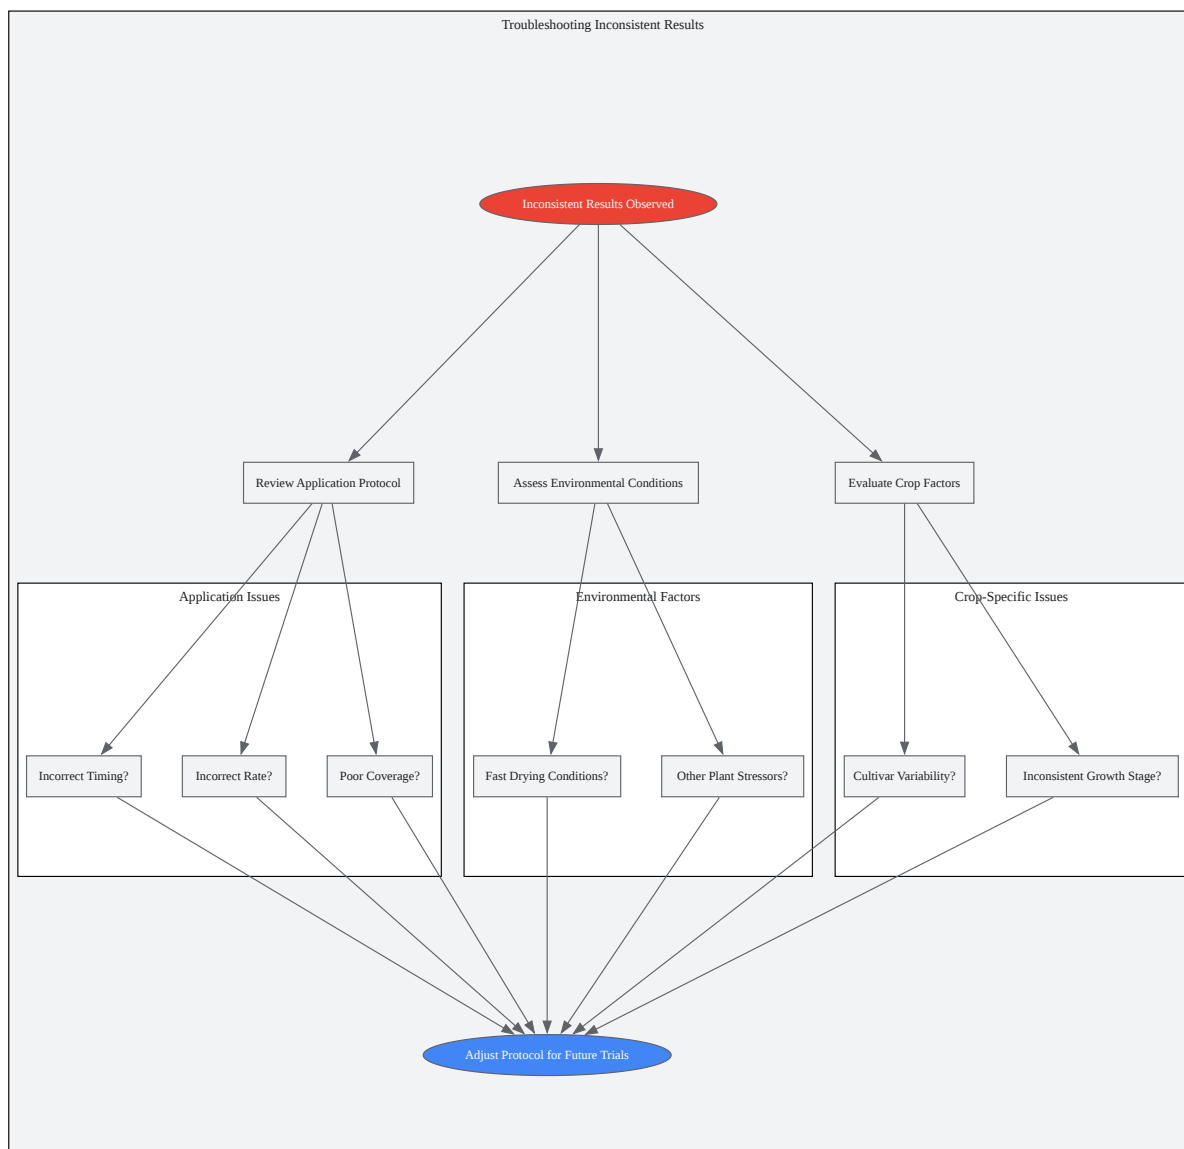 Troubleshooting Inconsistent Results
Inconsistent Results Observed
Review Application Protocol
Assess Environmental Conditions
Evaluate Crop Factors
Application Issues
Environmental Factors
Crop-Specific Issues
Incorrect Timing?
Incorrect Rate?
Poor Coverage?
Fast Drying Conditions?
Other Plant Stressors?
Cultivar Variability?
Inconsistent Growth Stage?
Adjust Protocol for Future Trials